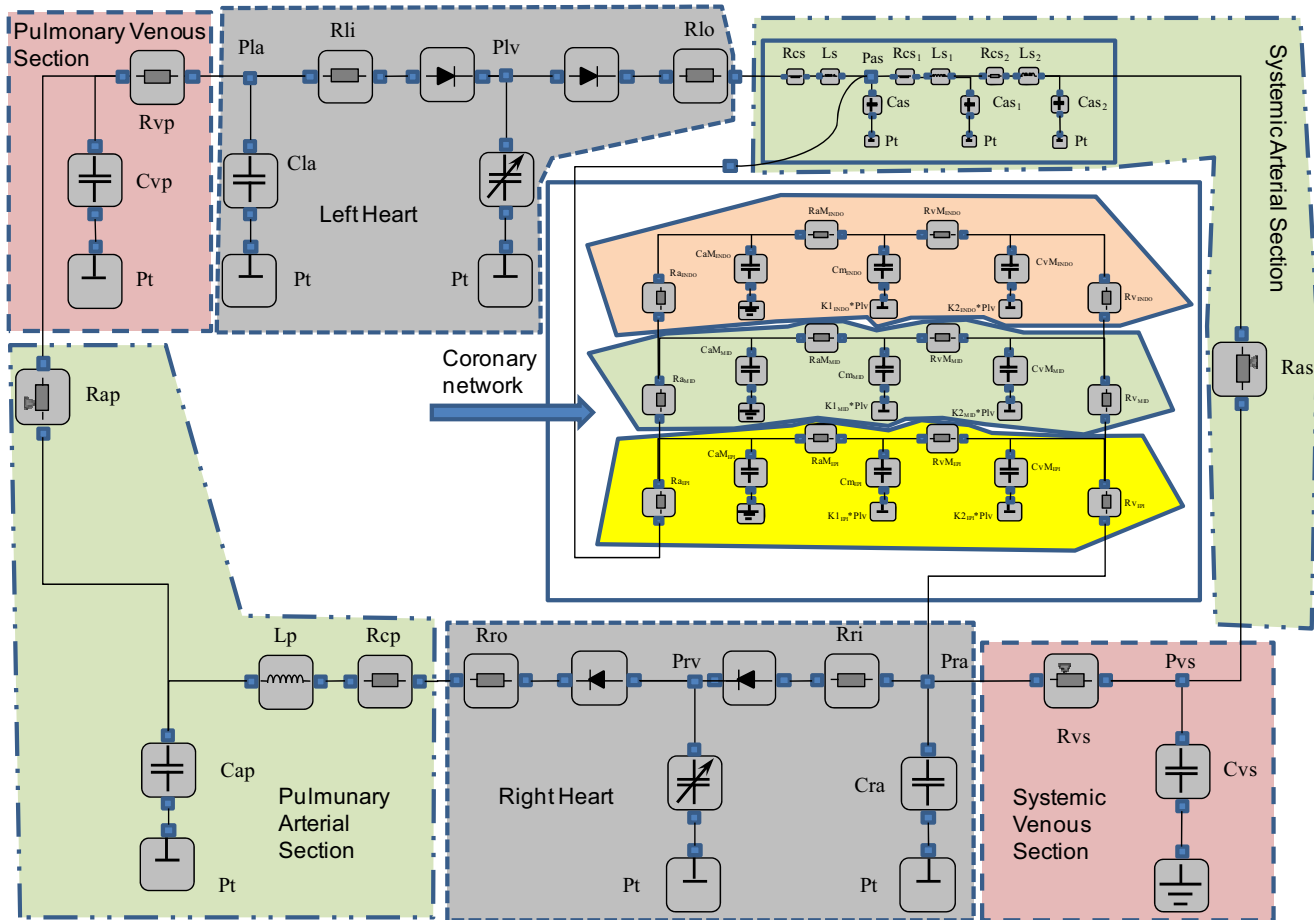 Pulmonary Venous
Section
Rvp
Cvp
Pt
Pla
Rli
Plv
Rlo
Cla
Left Heart
Pt
Pt
Rcs
Ls
Pas
Rcs1
Ls1
Rcs2
Ls2
Cas
Cas1
Cas2
Pt
Pt
Pt
Systemic Arterial Section
Ras
Rap
Coronary
network
RaMINDO
RvMINDO
CaMINDO
CmINDO
CvMINDO
RaINDO
RvINDO
K1INDO*Plv
K2INDO*Plv
CaMMID
RaMMID
RvMMID
CmMID
CvMMID
RaMID
RvMID
K1MID*Plv
K2MID*Plv
CaMEPI
RaMEPI
RvMEPI
CmEPI
CvMEPI
RaEPI
RvEPI
K1EPI*Plv
K2EPI*Plv
Lp
Rcp
Cap
Pt
Pulmunary
Arterial
Section
Rro
Prv
Rri
Pra
Right Heart
Cra
Pt
Pt
Rvs
Pvs
Cvs
Systemic
Venous
Section